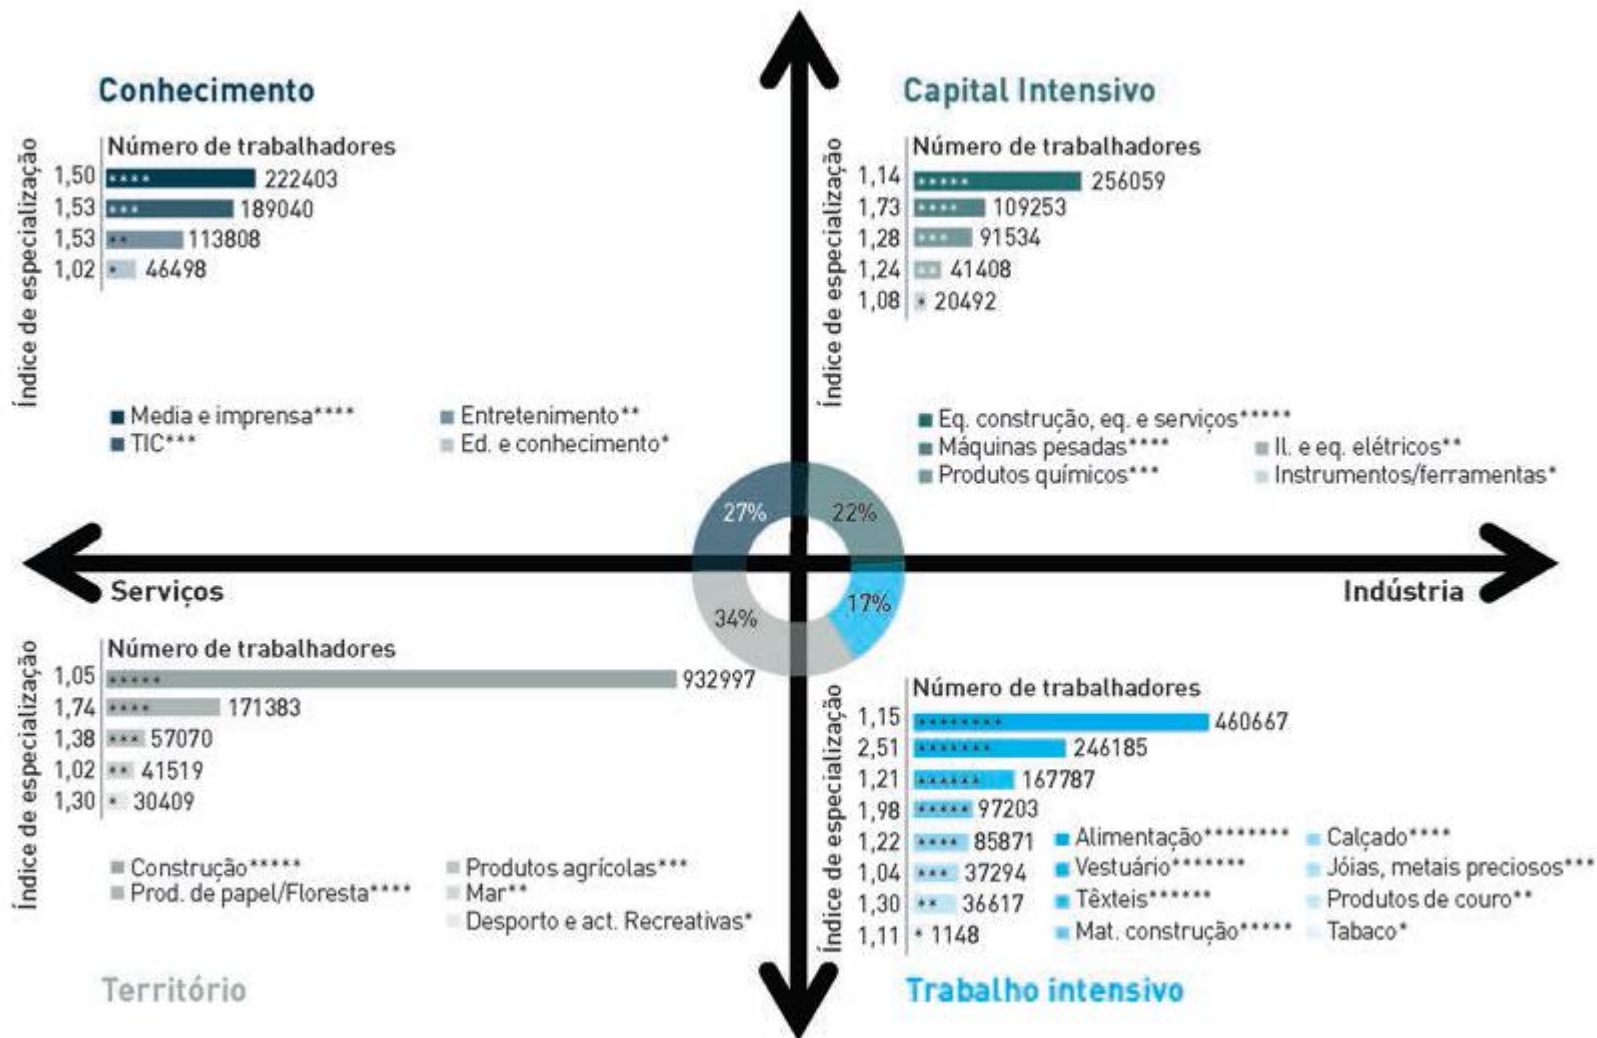 Conhecimento
Índice de especialização
Número de trabalhadores
1,50 **** 222403
1,53 *** 189040
1,53 ** 113808
1,02 * 46498
Media e imprensa**** Entretenimento**
TIC*** Ed. e conhecimento*
Capital Intensivo
Índice de especialização
Número de trabalhadores
1,14 ***** 256059
1,73 **** 109253
1,28 *** 91534
1,24 ** 41408
1,08 * 20492
Eq. construção, eq. e serviços*****
Máquinas pesadas**** Il. e eq. elétricos**
Produtos químicos*** Instrumentos/ferramentas*
27% 22%
34% 17%
Serviços
Indústria
Índice de especialização
Número de trabalhadores
1,05 ***** 932997
1,74 **** 171383
1,38 *** 57070
1,02 ** 41519
1,30 * 30409
Construção***** Produtos agrícolas***
Prod. de papel/Floresta**** Mar**
Desporto e act. Recreativas*
Território
Índice de especialização
Número de trabalhadores
1,15 ******** 460667
2,51 ******* 246185
1,21 ****** 167787
1,98 ***** 97203
1,22 **** 85871
1,04 *** 37294
1,30 ** 36617
1,11 * 1148
Alimentação******** Calçado****
Vestuário******* Jóias, metais preciosos***
Têxteis****** Produtos de couro**
Mat. construção***** Tabaco*
Trabalho intensivo